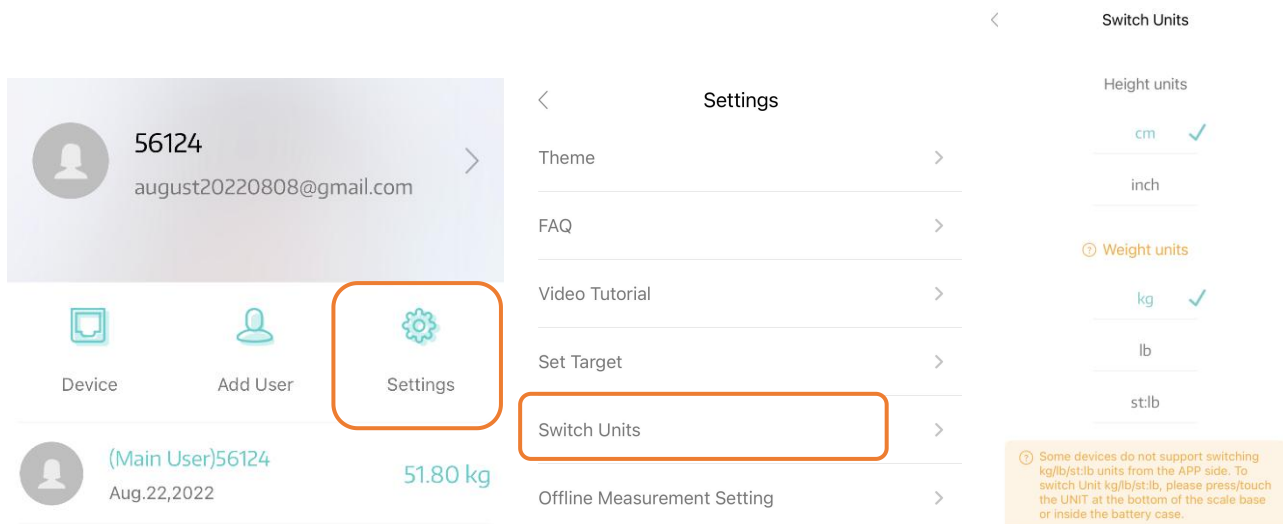 56124
august20220808@gmail.com
Device
Add User
Settings
(Main User)56124
Aug.22,2022
51.80 kg
Settings
Theme
FAQ
Video Tutorial
Set Target
Switch Units
Offline Measurement Setting
Switch Units
Height units
cm
inch
? Weight units
kg
lb
st:lb
? Some devices do not support switching
kg/lb/st:lb units from the APP side. To
switch Unit kg/lb/st:lb, please press/touch
the UNIT at the bottom of the scale base
or inside the battery case.